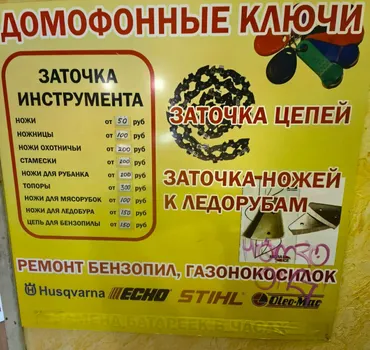 ДОМОФОННЫЕ КЛЮЧИ
ЗАТОЧКА
ИНСТРУМЕНТА
НОЖИ от 50 руб
НОЖНИЦЫ от 100 руб
НОЖИ ОХОТНИЧЬИ от 200 руб
СТАМЕСКИ от 200 руб
НОЖИ ДЛЯ РУБАНКА от 200 руб
ТОПОРЫ от 300 руб
НОЖИ ДЛЯ МЯСОРУБОК от 100 руб
НОЖИ ДЛЯ ЛЕДОБУРА от 150 руб
ЦЕПЬ ДЛЯ БЕНЗОПИЛЫ от 150 руб
ЗАТОЧКА ЦЕПЕЙ
ЗАТОЧКА НОЖЕЙ
К ЛЕДОРУБАМ
РЕМОНТ БЕНЗОПИЛ, ГАЗОНОКОСИЛОК
Husqvarna ECHO STIHL Oleo-Mac
БАТАРЕЕК В ЧАСАХ